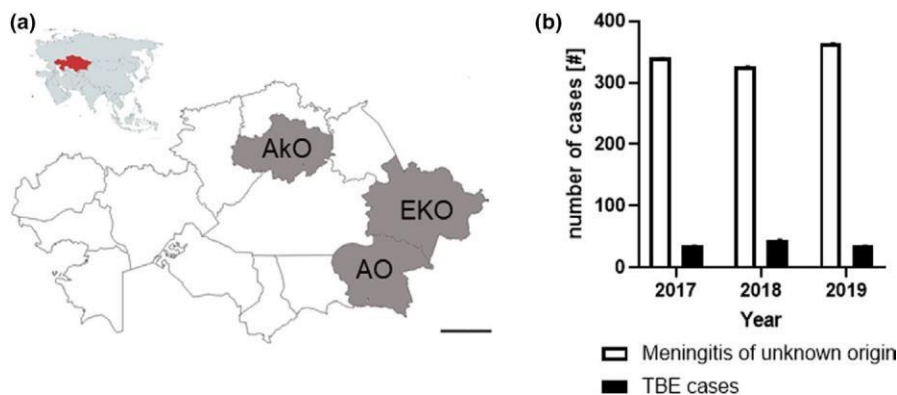 (a)
AkO
EKO
AO
(b)
number of cases [#]
400
300
200
100
0
2017 2018 2019
Year
Meningitis of unknown origin
TBE cases